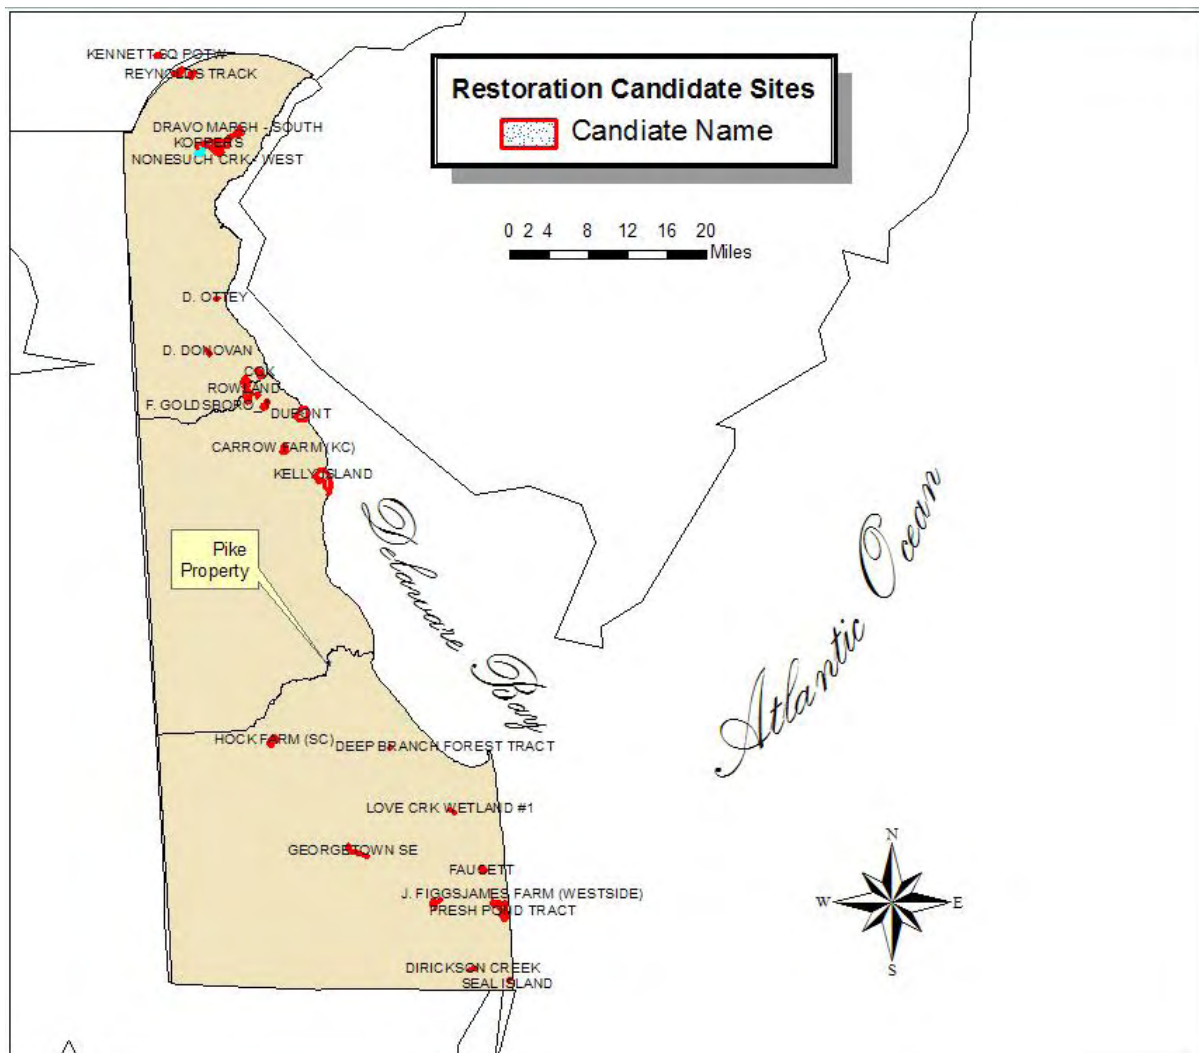 KENNETT SQ POTW
REYNOLDS TRACK
Restoration Candidate Sites
Candiate Name
DRAVO MARSH - SOUTH
KOPPERS
NONESUCH CRK - WEST
0 2 4 8 12 16 20
Miles
D. OTTEY
D. DONOVAN
COX
ROWLAND
F. GOLDSBORO_
DUPONT
CARROW FARM (KC)
KELLY ISLAND
Delaware Bay
Atlantic Ocean
Pike
Property
HOCK FARM (SC)
DEEP BRANCH FOREST TRACT
LOVE CRK WETLAND #1
GEORGETOWN SE
FAUSETT
J. FIGGSJAMES FARM (WESTSIDE)
FRESH POND TRACT
DIRICKSON CREEK
SEAL ISLAND
N
W E
S